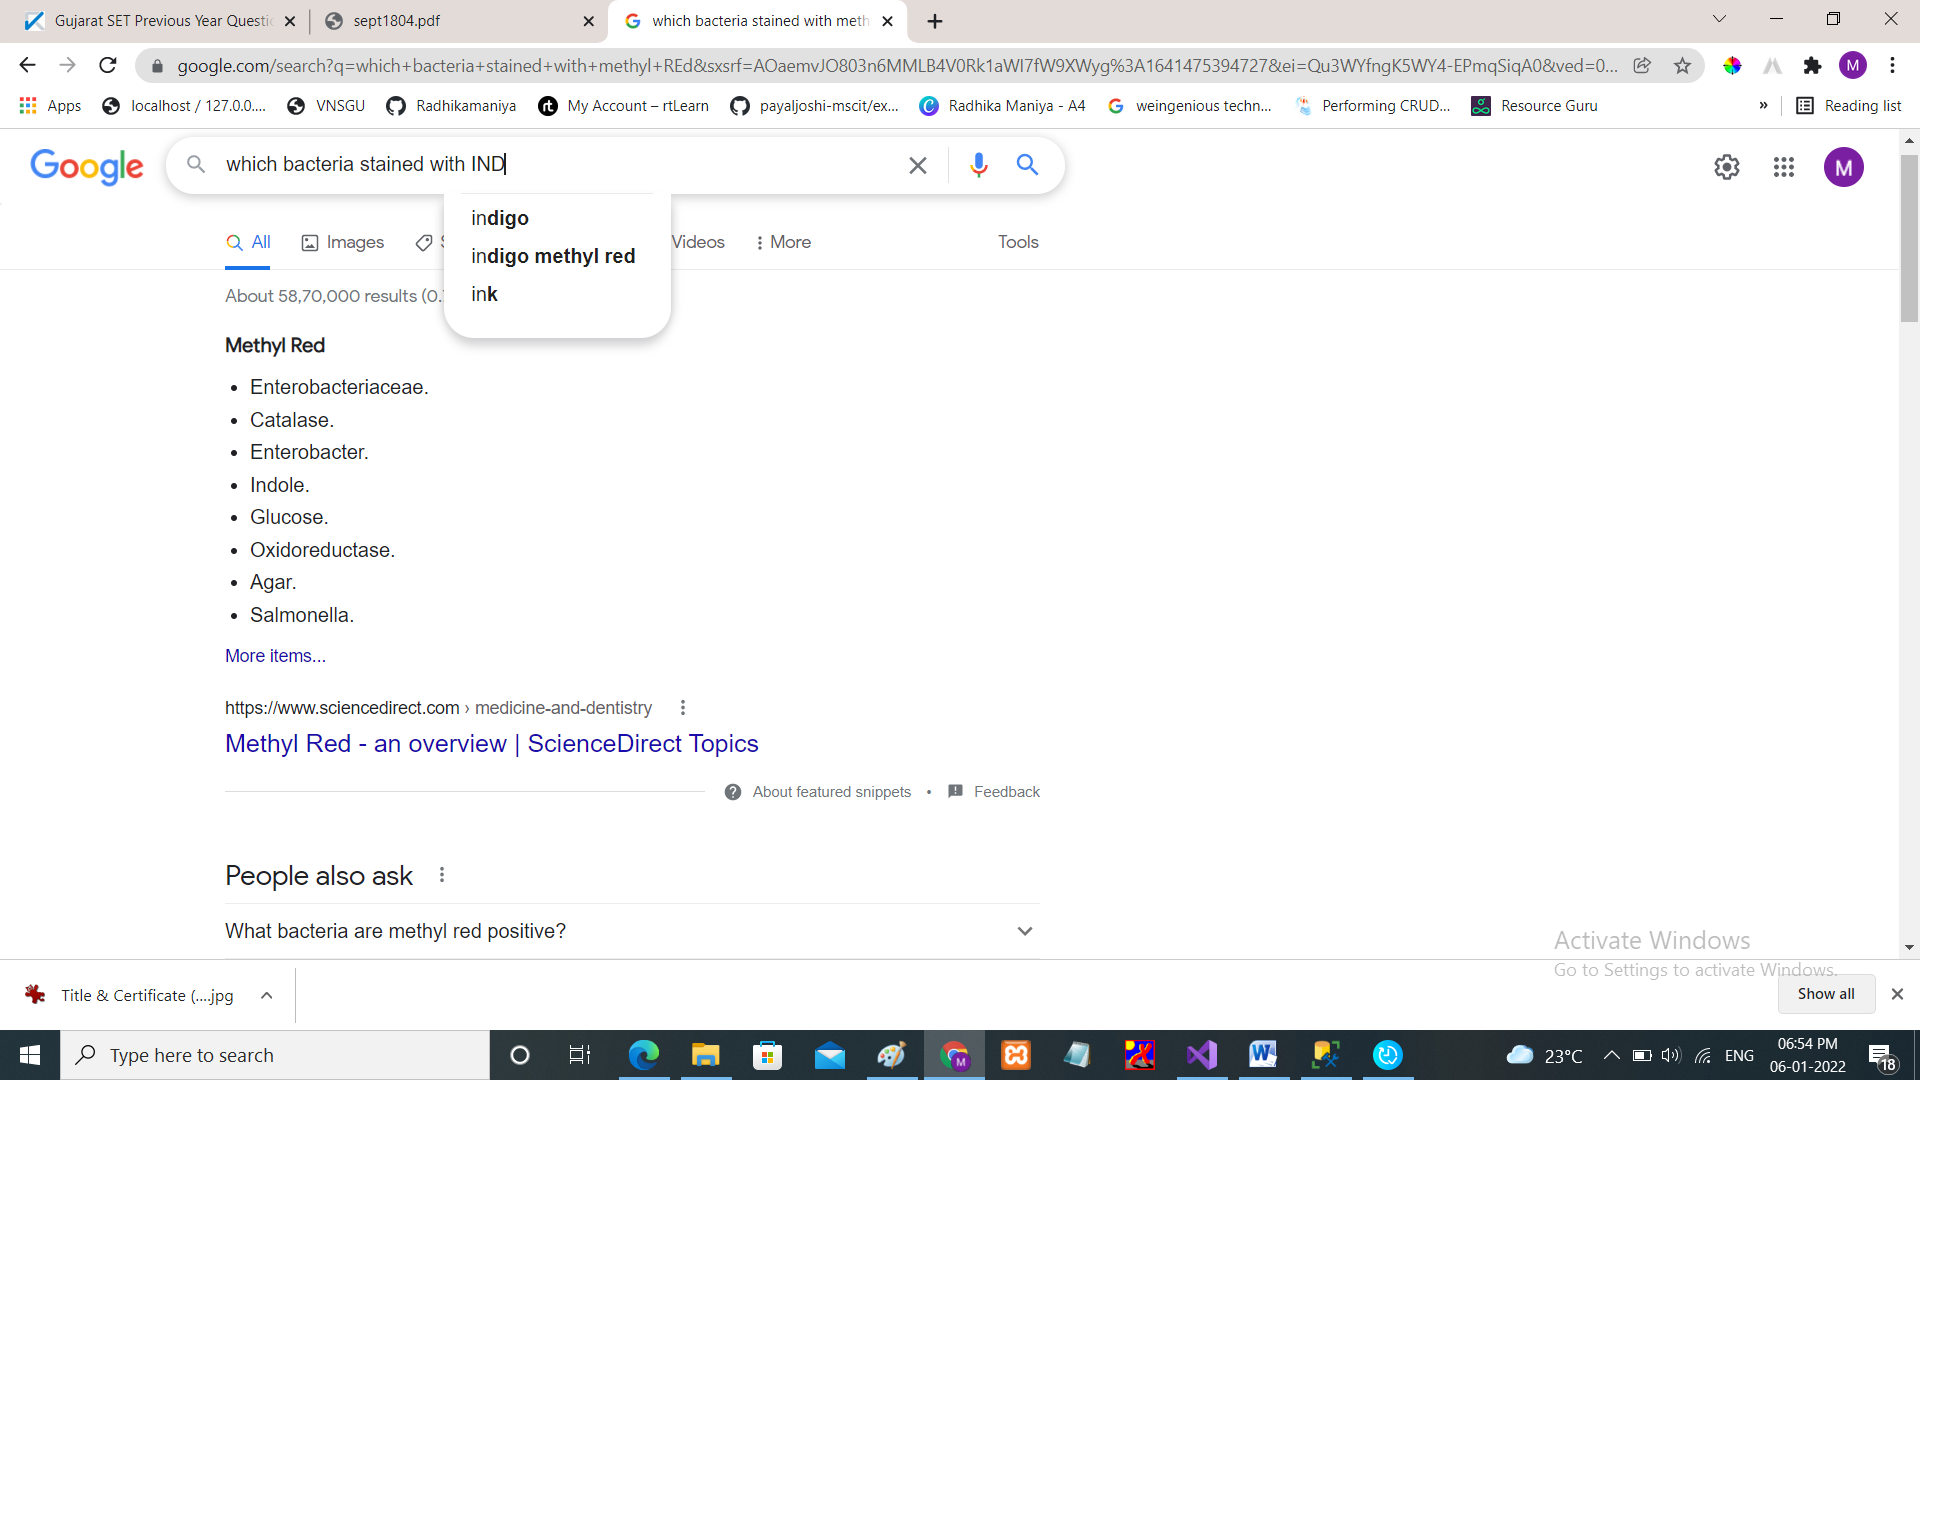 Gujarat SET Previous Year Questi
sept1804.pdf
which bacteria stained with meth
google.com/search?q=which+bacteria+stained+with+methyl+REd&sxsrf=AOaemvJO803n6MMLB4V0Rk1aWI7fW9XWyg%3A1641475394727&ei=Qu3WYfngK5WY4-EPmqSiqA0&ved=0...
M
Apps
localhost / 127.0.0....
VNSGU
Radhikamaniya
rt
My Account – rtLearn
payaljoshi-mscit/ex...
Radhika Maniya - A4
weingenious techn...
Performing CRUD...
Resource Guru
»
Reading list
Google
which bacteria stained with IND
M
indigo
indigo methyl red
ink
All
Images
S
Videos
More
Tools
About 58,70,000 results (0.
Methyl Red
• Enterobacteriaceae.
• Catalase.
• Enterobacter.
• Indole.
• Glucose.
• Oxidoreductase.
• Agar.
• Salmonella.
More items...
https://www.sciencedirect.com › medicine-and-dentistry
Methyl Red - an overview | ScienceDirect Topics
About featured snippets • Feedback
People also ask
What bacteria are methyl red positive?
Activate Windows
Go to Settings to activate Windows.
Title & Certificate (....jpg
Show all
Type here to search
M
23°C
ENG
06:54 PM
06-01-2022
18